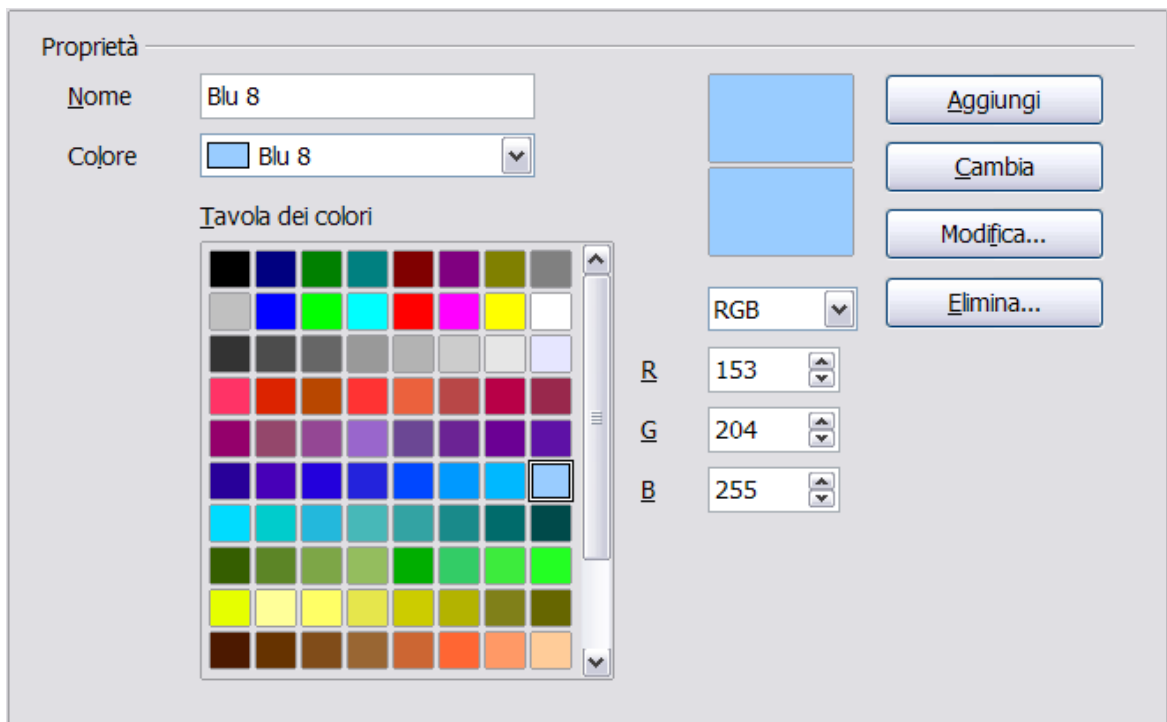 Proprietà
Nome
Blu 8
Aggiungi
Colore
Blu 8
Cambia
Tavola dei colori
Modifica...
RGB
Elimina...
R
153
G
204
B
255